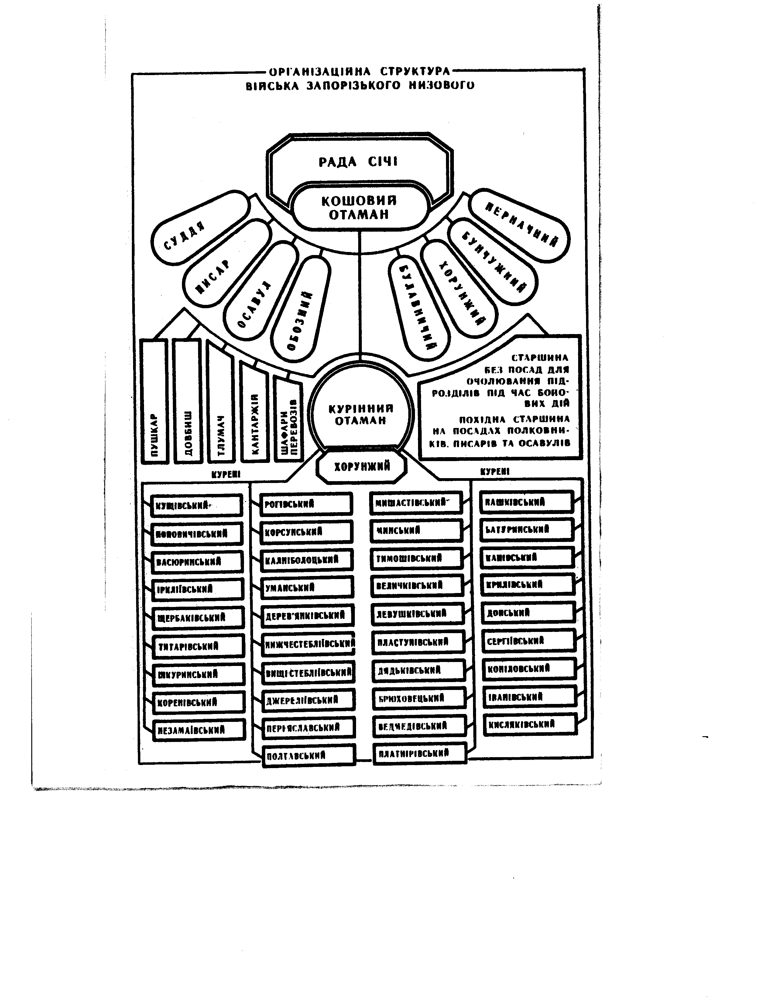 ОРГАНІЗАЦІЙНА СТРУКТУРА
ВІЙСЬКА ЗАПОРІЗЬКОГО НИЗОВОГО
РАДА СІЧІ
КОШОВИЙ
ОТАМАН
СУДДЯ
ПИСАР
ОСАВУЛ
ОБОЗНИЙ
БУЛАВНИЧИЙ
ХОРУНЖИЙ
БУНЧУЖНИЙ
ПЕРНАЧНИЙ
ПУШКАР
ДОВБИШ
ТЛУМАЧ
КАНТАРЖІЙ
ШАФАРИ
ПЕРЕВОЗІВ
КУРІННИЙ
ОТАМАН
ХОРУНЖИЙ
СТАРШИНА
БЕЗ ПОСАД ДЛЯ
ОЧОЛЮВАННЯ ПІД-
РОЗДІЛІВ ПІД ЧАС БОЙО-
ВИХ ДІЙ
ПОХІДНА СТАРШИНА
НА ПОСАДАХ ПОЛКОВНИ-
КІВ, ПИСАРІВ ТА ОСАВУЛІВ
КУРЕНІ
КУРЕНІ
КУЩІВСЬКИЙ
ПОПОВИЧІВСЬКИЙ
ВАСЮРИНСЬКИЙ
ІРКЛІЇВСЬКИЙ
ЩЕРБАКІВСЬКИЙ
ТИТАРІВСЬКИЙ
ШКУРИНСЬКИЙ
КОРЕНІВСЬКИЙ
НЕЗАМАЇВСЬКИЙ
РОГІВСЬКИЙ
КОРСУНСЬКИЙ
КАЛНІБОЛОЦЬКИЙ
УМАНСЬКИЙ
ДЕРЕВ'ЯНКІВСЬКИЙ
НИЖЧЕСТЕБЛІЇВСЬКИЙ
ВИЩЕСТЕБЛІЇВСЬКИЙ
ДЖЕРЕЛІЇВСЬКИЙ
ПЕРЕЯСЛАВСЬКИЙ
ПОЛТАВСЬКИЙ
МИШАСТІВСЬКИЙ
МИНСЬКИЙ
ТИМОШІВСЬКИЙ
ВЕЛИЧКІВСЬКИЙ
ЛЕВУШКІВСЬКИЙ
ПЛАСТУНІВСЬКИЙ
ДЯДЬКІВСЬКИЙ
БРЮХОВЕЦЬКИЙ
ВЕДМЕДІВСЬКИЙ
ПЛАТНІРІВСЬКИЙ
ПАШКІВСЬКИЙ
БАТУРИНСЬКИЙ
КАНІВСЬКИЙ
КРИЛІВСЬКИЙ
ДОНСЬКИЙ
СЕРГІЇВСЬКИЙ
КОНІЛОВСЬКИЙ
ІВАНІВСЬКИЙ
КИСЛЯКІВСЬКИЙ